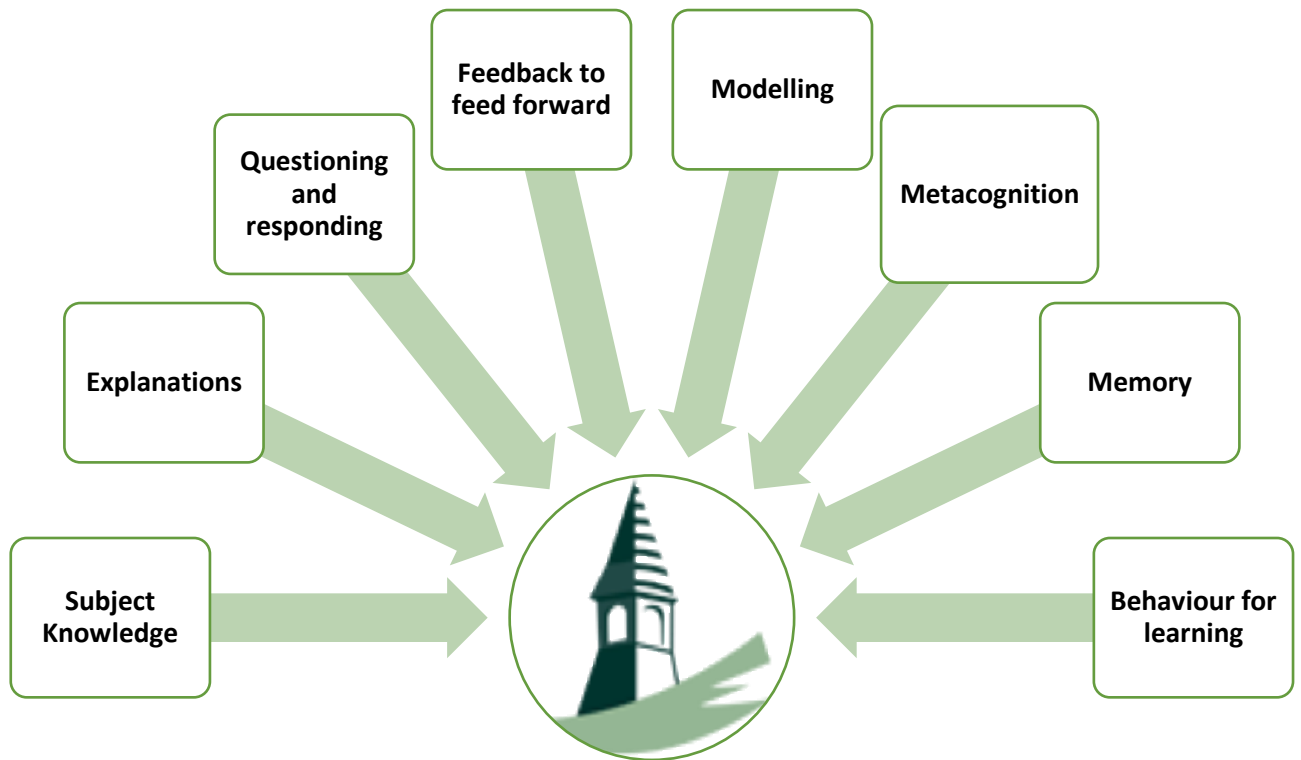 Feedback to
feed forward
Modelling
Questioning
and
responding
Metacognition
Explanations
Memory
Subject
Knowledge
Behaviour for
learning